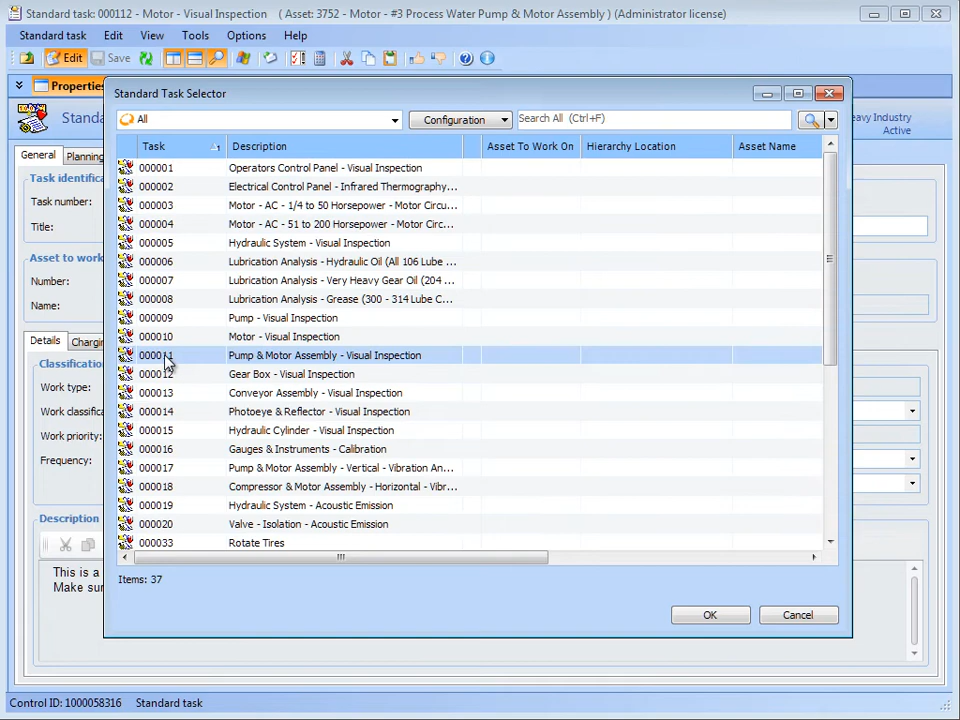 Standard task: 000112 - Motor - Visual Inspection   ( Asset: 3752 - Motor - #3 Process Water Pump & Motor Assembly ) (Administrator license)
Standard task Edit View Tools Options Help
Edit Save
Properties
Standa
eavy Industry
Active
General Planning
Task identific
Task number:
Title:
Asset to work
Number:
Name:
Details Chargin
Classificatio
Work type:
Work classifica
Work priority:
Frequency:
Description
This is a
Make sur
Standard Task Selector
All Configuration Search All (Ctrl+F)
Task Description Asset To Work On Hierarchy Location Asset Name
000001 Operators Control Panel - Visual Inspection
000002 Electrical Control Panel - Infrared Thermography...
000003 Motor - AC - 1/4 to 50 Horsepower - Motor Circu...
000004 Motor - AC - 51 to 200 Horsepower - Motor Circ...
000005 Hydraulic System - Visual Inspection
000006 Lubrication Analysis - Hydraulic Oil (All 106 Lube ...
000007 Lubrication Analysis - Very Heavy Gear Oil (204 ...
000008 Lubrication Analysis - Grease (300 - 314 Lube C...
000009 Pump - Visual Inspection
000010 Motor - Visual Inspection
000011 Pump & Motor Assembly - Visual Inspection
000012 Gear Box - Visual Inspection
000013 Conveyor Assembly - Visual Inspection
000014 Photoeye & Reflector - Visual Inspection
000015 Hydraulic Cylinder - Visual Inspection
000016 Gauges & Instruments - Calibration
000017 Pump & Motor Assembly - Vertical - Vibration An...
000018 Compressor & Motor Assembly - Horizontal - Vibr...
000019 Hydraulic System - Acoustic Emission
000020 Valve - Isolation - Acoustic Emission
000033 Rotate Tires
Items: 37
OK Cancel
Control ID: 1000058316 Standard task